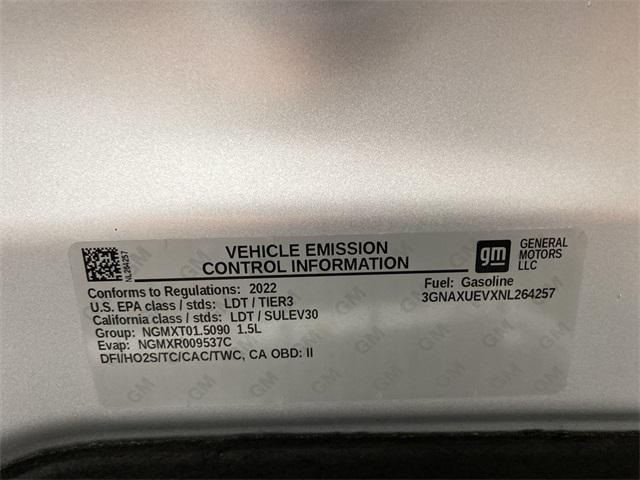 NL264257
VEHICLE EMISSION
CONTROL INFORMATION
gm
GENERAL
MOTORS
LLC
Conforms to Regulations: 2022
U.S. EPA class / stds: LDT / TIER3
California class / stds: LDT / SULEV30
Group: NGMXT01.5090 1.5L
Evap: NGMXR009537C
DFI/HO2S/TC/CAC/TWC, CA OBD: II
Fuel: Gasoline
3GNAXUEVXNL264257